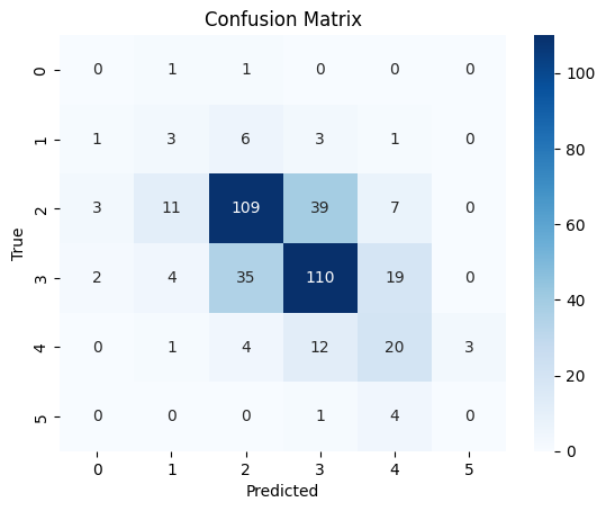 Confusion Matrix
0 0 1 1 0 0 0
1 1 3 6 3 1 0
2 3 11 109 39 7 0
3 2 4 35 110 19 0
4 0 1 4 12 20 3
5 0 0 0 1 4 0
0 1 2 3 4 5
Predicted
True
100
80
60
40
20
0